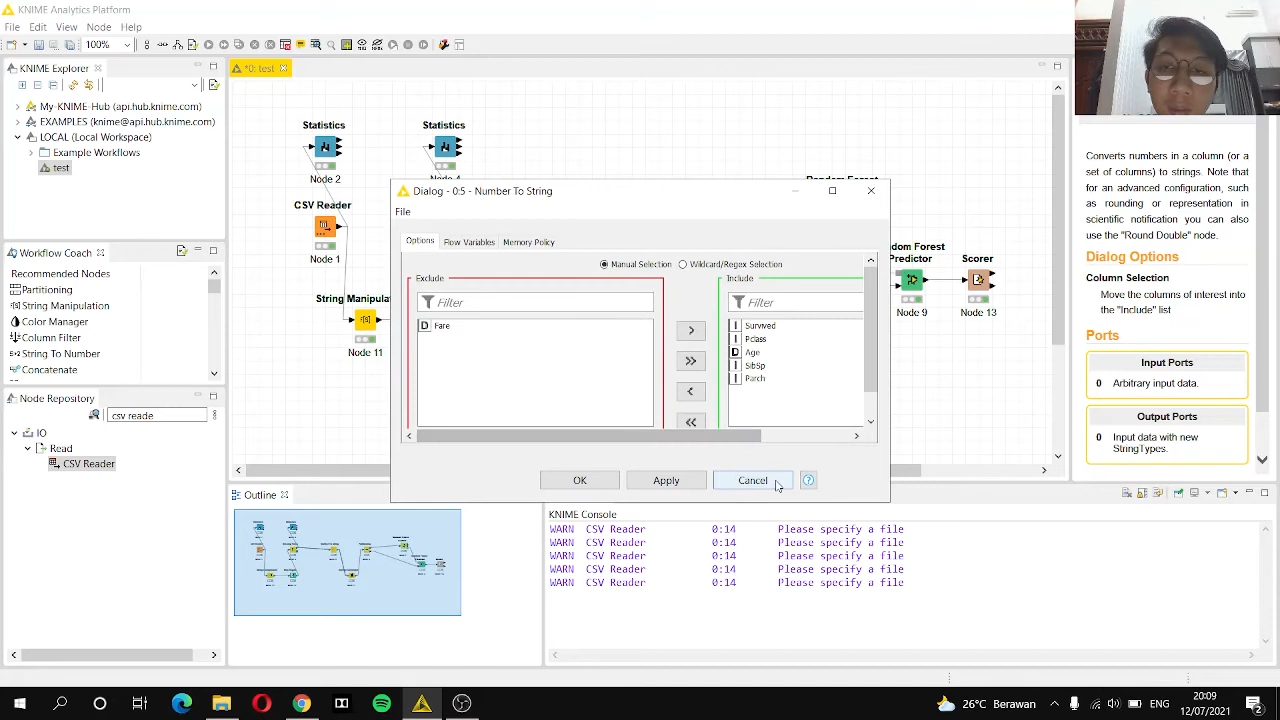 KNIME Analytics Platform
File Edit View Node Help
100%
KNIME Explorer
My-KNIME-Hub (api.hub.knime.com)
EXAMPLES (knime@api.hub.knime.com)
LOCAL (Local Workspace)
Example Workflows
test
Workflow Coach
Recommended Nodes
Partitioning
String Manipulation
Color Manager
Column Filter
String To Number
Concatenate
Node Repository
csv reade
IO
Read
CSV Reader
*0: test
Statistics
Statistics
Node 2
CSV Reader
Node 1
String Manipula
Node 11
Predictor
Scorer
Node 9
Node 13
Dialog - 0:5 - Number To String
File
Options Flow Variables Memory Policy
Manual Selection Wildcard/Regex Selection
Exclude
Filter
D Fare
>
>>
<
<<
Include
Filter
I Survived
I Pclass
D Age
I SibSp
I Parch
OK Apply Cancel ?
Converts numbers in a column (or a
set of columns) to strings. Note that
for an advanced configuration, such
as rounding or representation in
scientific notification you can also
use the "Round Double" node.
Dialog Options
Column Selection
Move the columns of interest into
the "Include" list
Ports
Input Ports
0 Arbitrary input data.
Output Ports
0 Input data with new
StringTypes.
Outline
KNIME Console
WARN CSV Reader 0:14 Please specify a file
WARN CSV Reader 0:14 Please specify a file
WARN CSV Reader 0:14 Please specify a file
WARN CSV Reader 0:14 Please specify a file
WARN CSV Reader 0:14 Please specify a file
26°C Berawan
ENG
20:09
12/07/2021
2